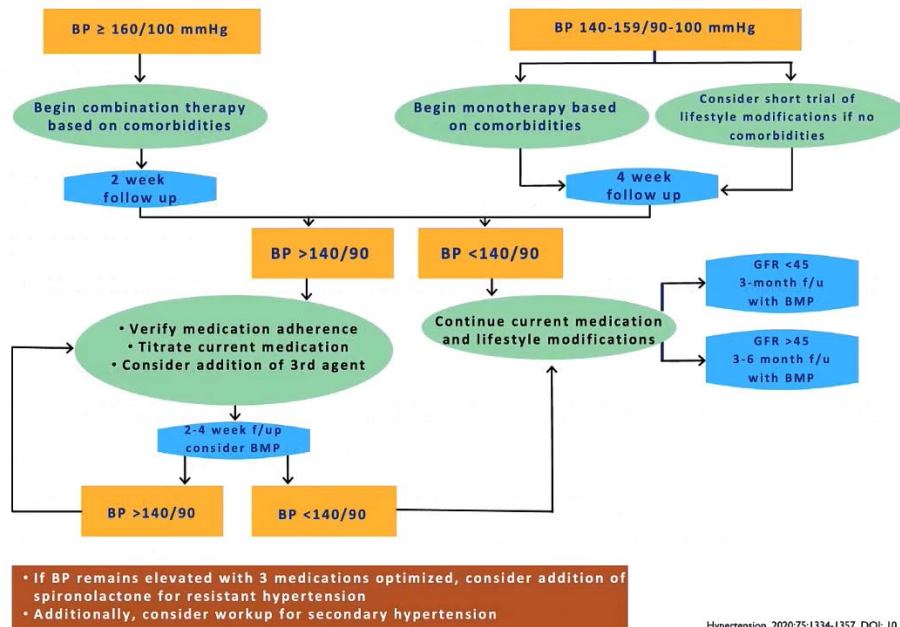 BP ≥ 160/100 mmHg
BP 140-159/90-100 mmHg
Begin combination therapy
based on comorbidities
Begin monotherapy based
on comorbidities
Consider short trial of
lifestyle modifications if no
comorbidities
2 week
follow up
4 week
follow up
BP >140/90
BP <140/90
• Verify medication adherence
• Titrate current medication
• Consider addition of 3rd agent
Continue current medication
and lifestyle modifications
GFR <45
3-month f/u
with BMP
GFR >45
3-6 month f/u
with BMP
2-4 week f/up
consider BMP
BP >140/90
BP <140/90
• If BP remains elevated with 3 medications optimized, consider addition of
spironolactone for resistant hypertension
• Additionally, consider workup for secondary hypertension
Hypertension. 2020;75:1334-1357. DOI: 10